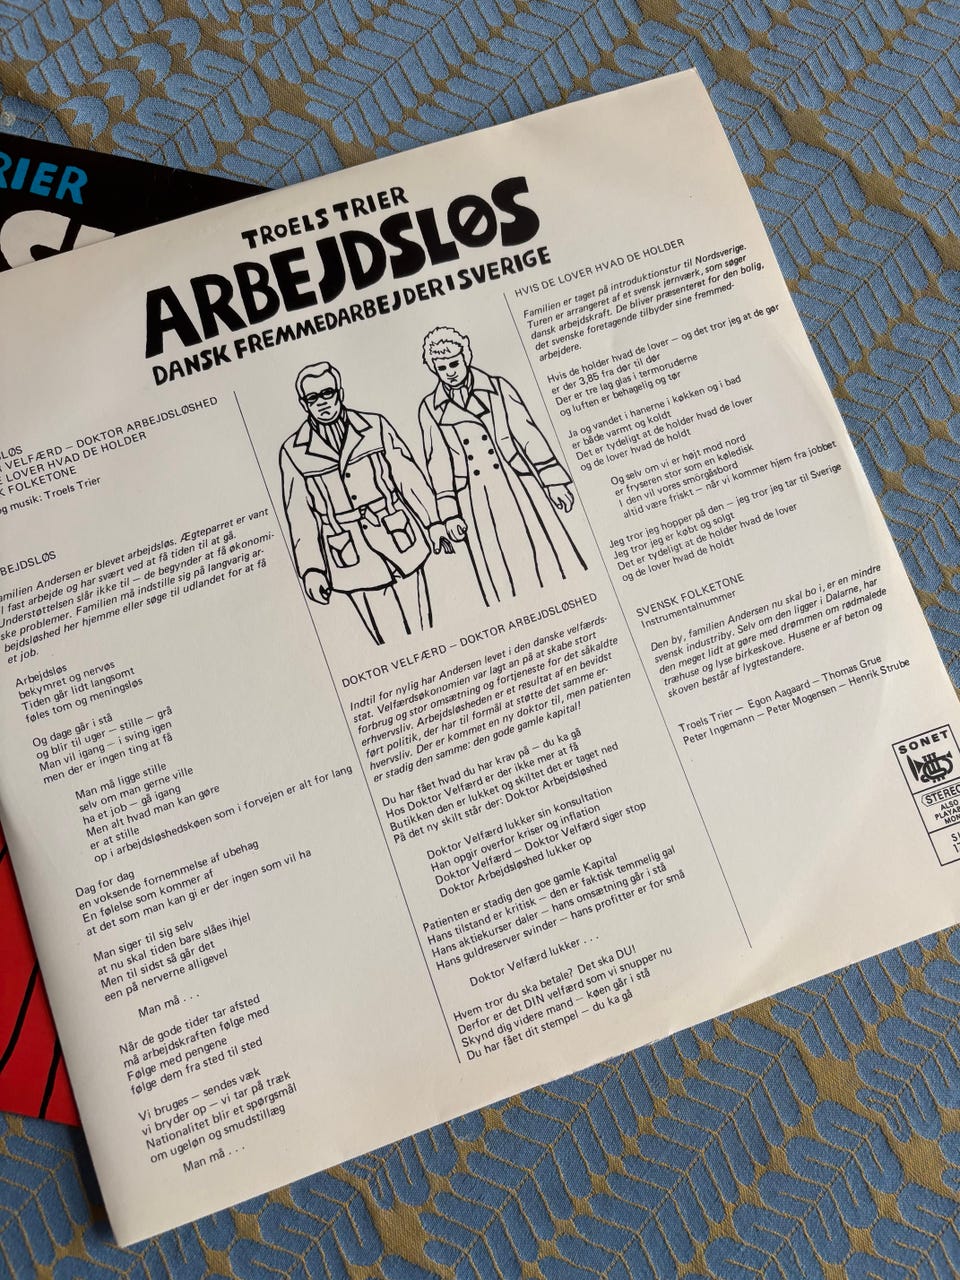 RIER
TROELS TRIER
ARBEJDSLØS
DANSK FREMMEDARBEJDER I SVERIGE
VELFÆRD – DOKTOR ARBEJDSLØSHED
LOVER HVAD DE HOLDER
FOLKETONE
og musik: Troels Trier
Familien Andersen er blevet arbejdsløs. Ægteparret er vant
l fast arbejde og har svært ved at få tiden til at gå.
Understøttelsen slår ikke til – de begynder at få økonomi-
ske problemer. Familien må indstille sig på langvarig ar-
bejdsløshed her hjemme eller søge til udlandet for at få
et job.
Arbejdsløs
bekymret og nervøs
Tiden går lidt langsomt
føles tom og meningsløs
Og dage går i stå
og blir til uger – stille – grå
Man vil igang – i sving igen
men der er ingen ting at få
Man må ligge stille
selv om man gerne ville
ha et job – gå igang
Men alt hvad man kan gøre
er at stille
op i arbejdsløshedskøen som i forvejen er alt for lang
Dag for dag
en voksende fornemmelse af ubehag
En følelse som kommer af
at det som man kan gi er der ingen som vil ha
Man siger til sig selv
at nu skal tiden bare slåes ihjel
Men til sidst så går det
een på nerverne alligevel
Man må . . .
Når de gode tider tar afsted
må arbejdskraften følge med
Følge med pengene
følge dem fra sted til sted
Vi bruges – sendes væk
vi bryder op – vi tar på træk
Nationalitet blir et spørgsmål
om ugeløn og smudstillæg
Man må . . .
DOKTOR VELFÆRD – DOKTOR ARBEJDSLØSHED
Indtil for nylig har Andersen levet i den danske velfærds-
stat. Velfærdsøkonomien var lagt an på at skabe stort
forbrug og stor omsætning og fortjeneste for det såkaldte
erhvervsliv. Arbejdsløsheden er et resultat af en bevidst
ført politik, der har til formål at støtte det samme er-
hvervsliv. Der er kommet en ny doktor til, men patienten
er stadig den samme: den gode gamle kapital!
Du har fået hvad du har krav på – du ka gå
Hos Doktor Velfærd er der ikke mer at få
Butikken den er lukket og skiltet det er taget ned
På det ny skilt står der: Doktor Arbejdsløshed
Doktor Velfærd lukker sin konsultation
Han opgir overfor kriser og inflation
Doktor Velfærd – Doktor Velfærd siger stop
Doktor Arbejdsløshed lukker op
Patienten er stadig den goe gamle Kapital
Hans tilstand er kritisk – den er faktisk temmelig gal
Hans aktiekurser daler – hans omsætning går i stå
Hans guldreserver svinder – hans profitter er for små
Doktor Velfærd lukker . . .
Hvem tror du ska betale? Det ska DU!
Derfor er det DIN velfærd som vi snupper nu
Skynd dig videre mand – køen går i stå
Du har fået dit stempel – du ka gå
HVIS DE LOVER HVAD DE HOLDER
Familien er taget på introduktionstur til Nordsverige.
Turen er arrangeret af et svensk jernværk, som søger
dansk arbejdskraft. De bliver præsenteret for den bolig,
det svenske foretagende tilbyder sine fremmed-
arbejdere.
Hvis de holder hvad de lover – og det tror jeg at de gør
er der 3,85 fra dør til dør
Der er tre lag glas i termoruderne
og luften er behagelig og tør
Ja og vandet i hanerne i køkken og i bad
er både varmt og koldt
Det er tydeligt at de holder hvad de lover
og de lover hvad de holdt
Og selv om vi er højt mod nord
er fryseren stor som en køledisk
I den vil vores smörgåsbord
altid være friskt – når vi kommer hjem fra jobbet
Jeg tror jeg hopper på den – jeg tror jeg tar til Sverige
Jeg tror jeg er købt og solgt
Det er tydeligt at de holder hvad de lover
og de lover hvad de holdt
SVENSK FOLKETONE
Instrumentalnummer
Den by, familien Andersen nu skal bo i, er en mindre
svensk industriby. Selv om den ligger i Dalarne, har
den meget lidt at gøre med drømmen om rødmalede
træhuse og lyse birkeskove. Husene er af beton og
skoven består af lygtestandere.
Troels Trier – Egon Aagaard – Thomas Grue
Peter Ingemann – Peter Mogensen – Henrik Strube
SONET
STEREO
ALSO